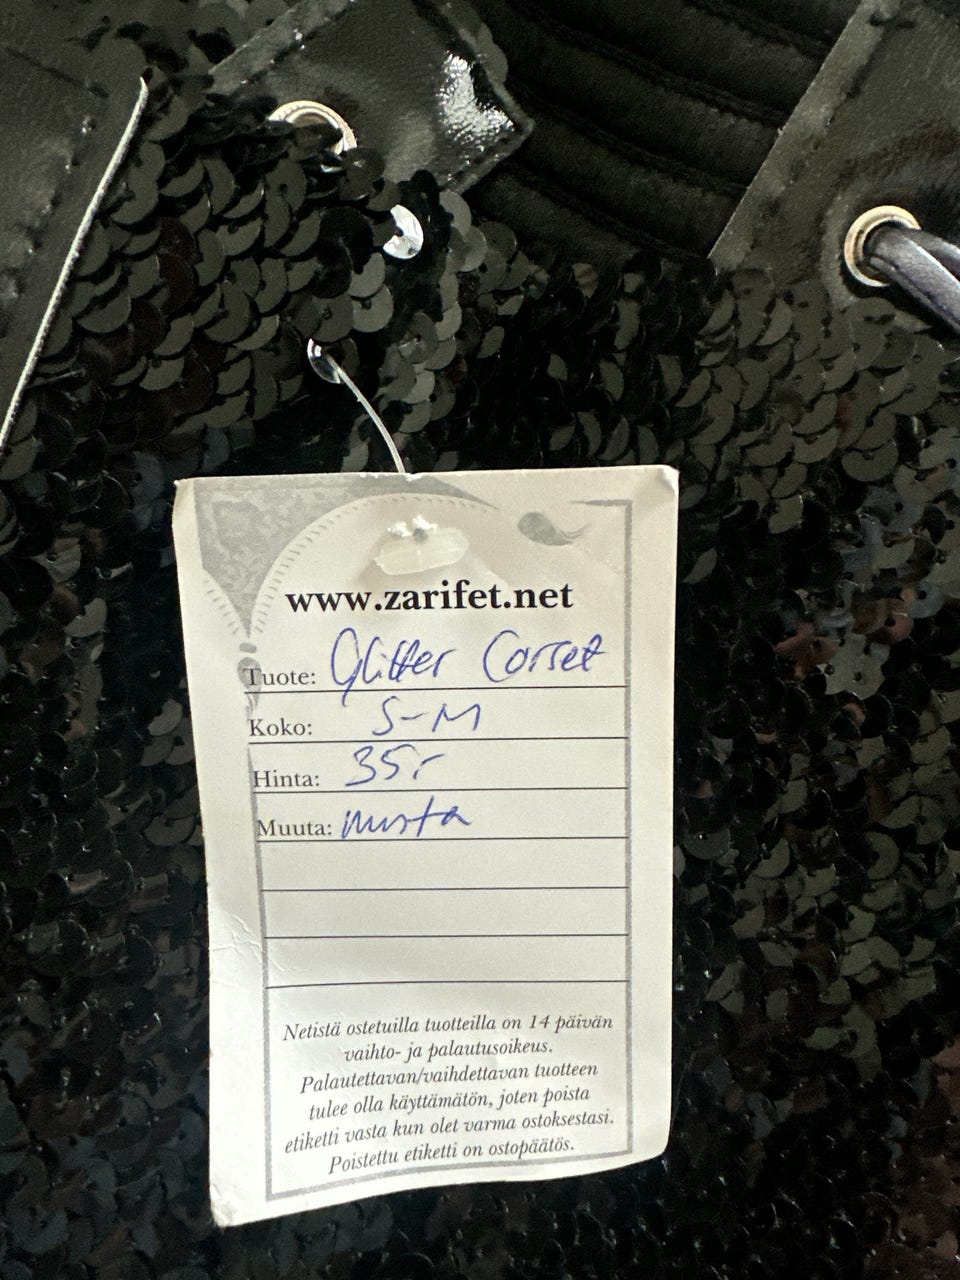 www.zarifet.net
Tuote: Glitter Corset
Koko: S-M
Hinta: 35,-
Muuta: musta
Netistä ostetuilla tuotteilla on 14 päivän
vaihto- ja palautusoikeus.
Palautettavan/vaihdettavan tuotteen
tulee olla käyttämätön, joten poista
etiketti vasta kun olet varma ostoksestasi.
Poistettu etiketti on ostopäätös.